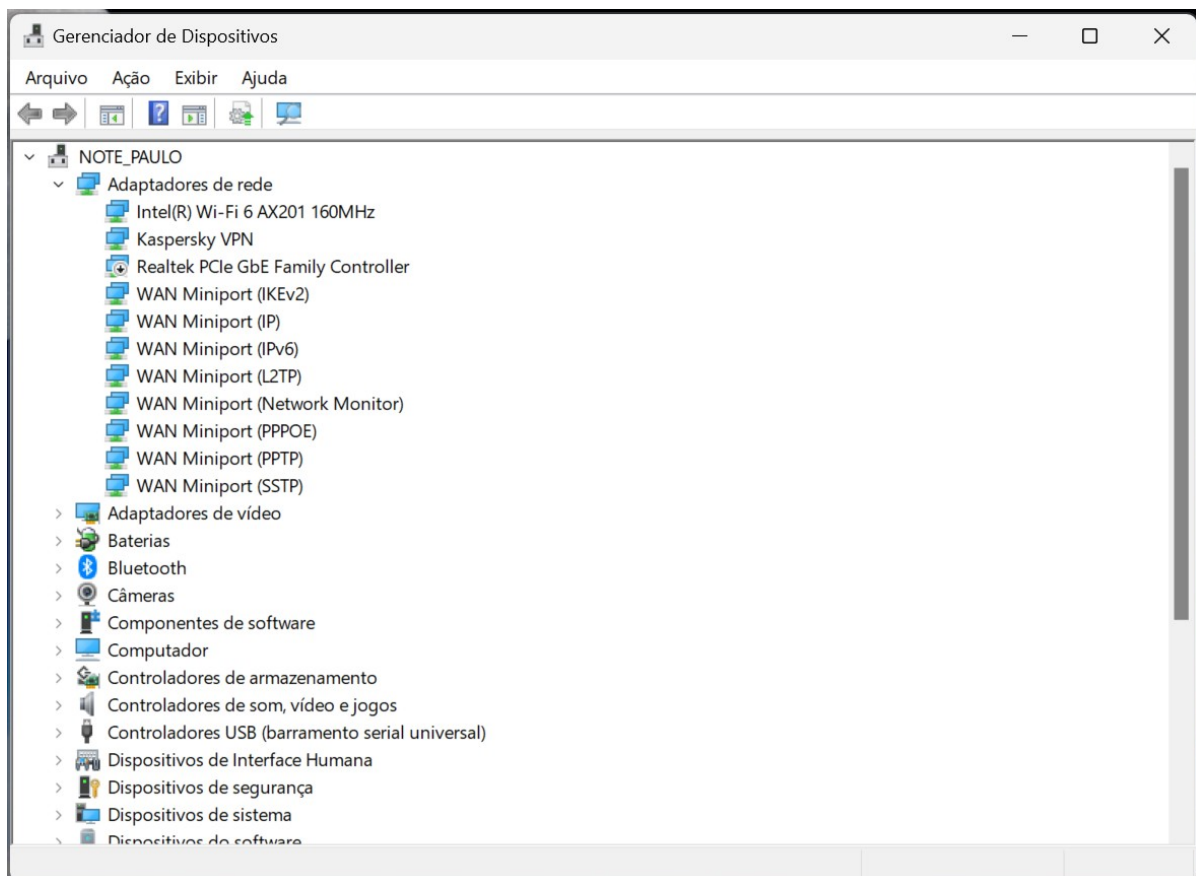 Gerenciador de Dispositivos
Arquivo Ação Exibir Ajuda
NOTE_PAULO
Adaptadores de rede
Intel(R) Wi-Fi 6 AX201 160MHz
Kaspersky VPN
Realtek PCIe GbE Family Controller
WAN Miniport (IKEv2)
WAN Miniport (IP)
WAN Miniport (IPv6)
WAN Miniport (L2TP)
WAN Miniport (Network Monitor)
WAN Miniport (PPPOE)
WAN Miniport (PPTP)
WAN Miniport (SSTP)
Adaptadores de vídeo
Baterias
Bluetooth
Câmeras
Componentes de software
Computador
Controladores de armazenamento
Controladores de som, vídeo e jogos
Controladores USB (barramento serial universal)
Dispositivos de Interface Humana
Dispositivos de segurança
Dispositivos de sistema
Dispositivos do software